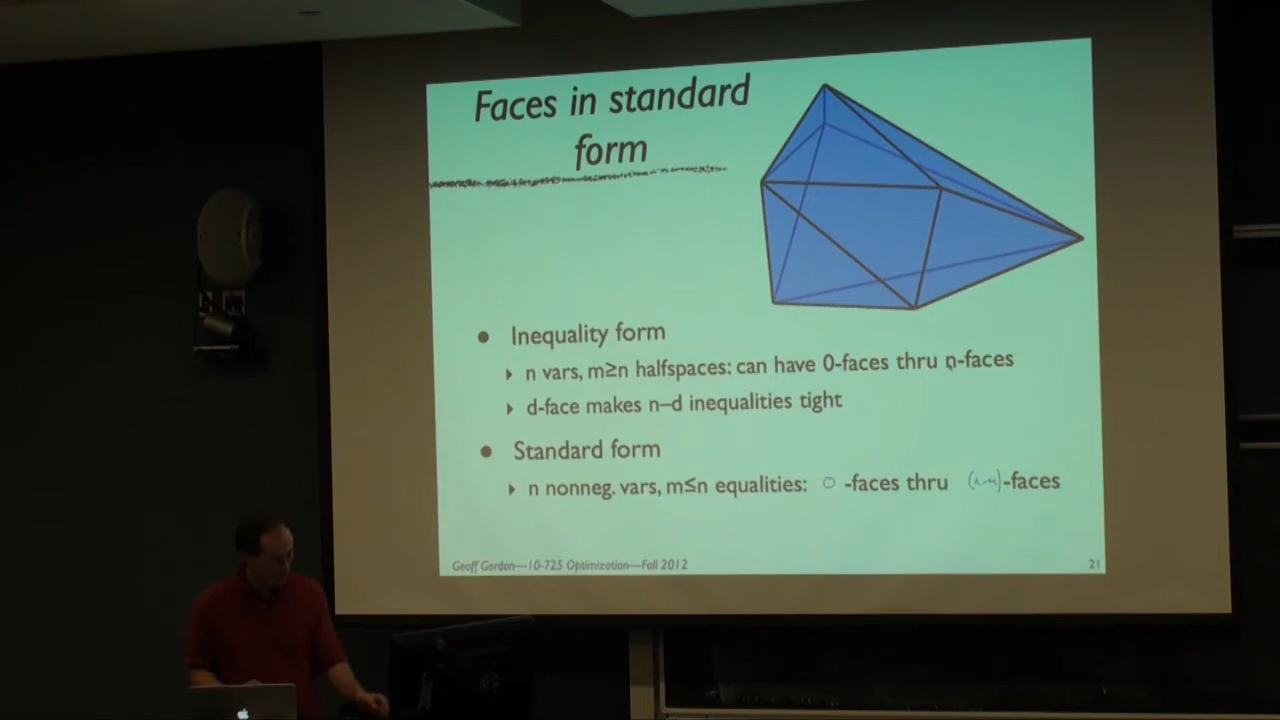 Faces in standard
form
● Inequality form
▸ n vars, m≥n halfspaces: can have 0-faces thru n-faces
▸ d-face makes n–d inequalities tight
● Standard form
▸ n nonneg. vars, m≤n equalities: 0 -faces thru (n-m)-faces
Geoff Gordon—10-725 Optimization—Fall 2012
21